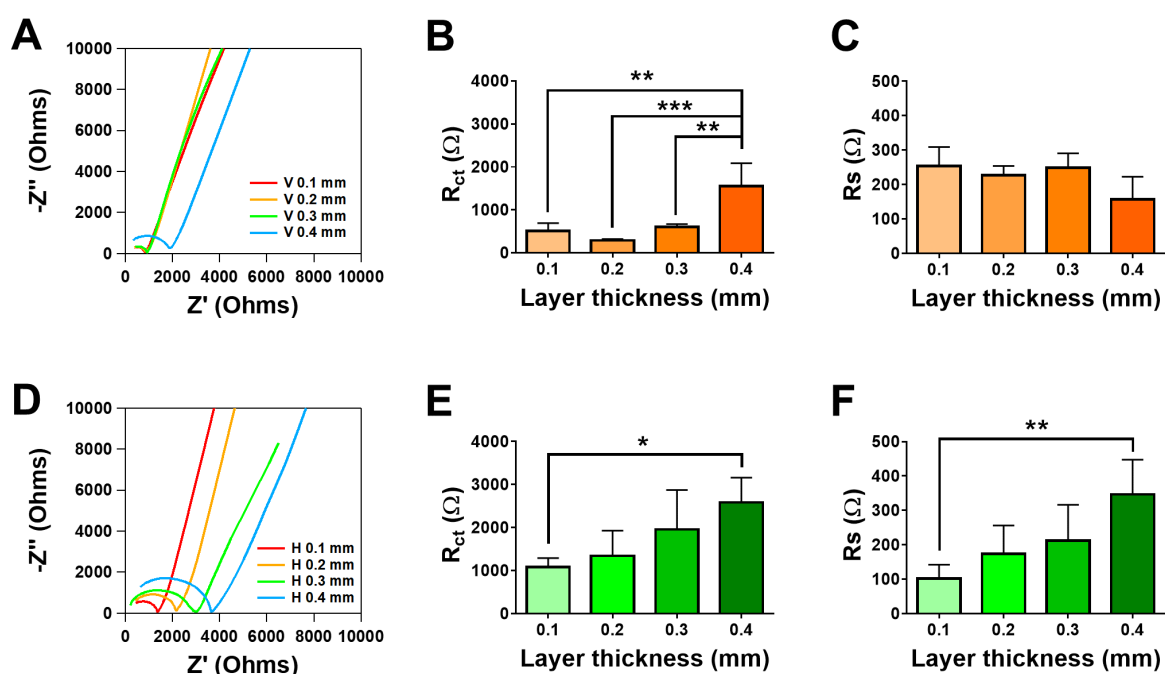 A
-Z'' (Ohms)
10000
8000
6000
4000
2000
0
V 0.1 mm
V 0.2 mm
V 0.3 mm
V 0.4 mm
0 2000 4000 6000 8000 10000
Z' (Ohms)
B
Rct (Ω)
4000
3000
2000
1000
0
**
***
**
0.1 0.2 0.3 0.4
Layer thickness (mm)
C
Rs (Ω)
500
400
300
200
100
0
0.1 0.2 0.3 0.4
Layer thickness (mm)
D
-Z'' (Ohms)
10000
8000
6000
4000
2000
0
H 0.1 mm
H 0.2 mm
H 0.3 mm
H 0.4 mm
0 2000 4000 6000 8000 10000
Z' (Ohms)
E
Rct (Ω)
4000
3000
2000
1000
0
*
0.1 0.2 0.3 0.4
Layer thickness (mm)
F
Rs (Ω)
500
400
300
200
100
0
**
0.1 0.2 0.3 0.4
Layer thickness (mm)